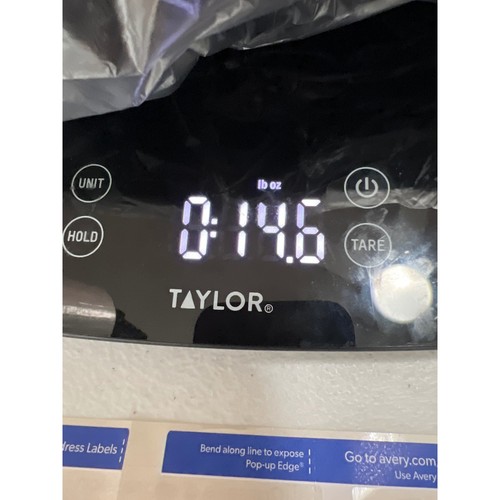 lb oz
UNIT
0:14.6
HOLD
TARE
TAYLOR®
dress Labels
Bend along line to expose
Pop-up Edge®
Go to avery.com
Use Avery